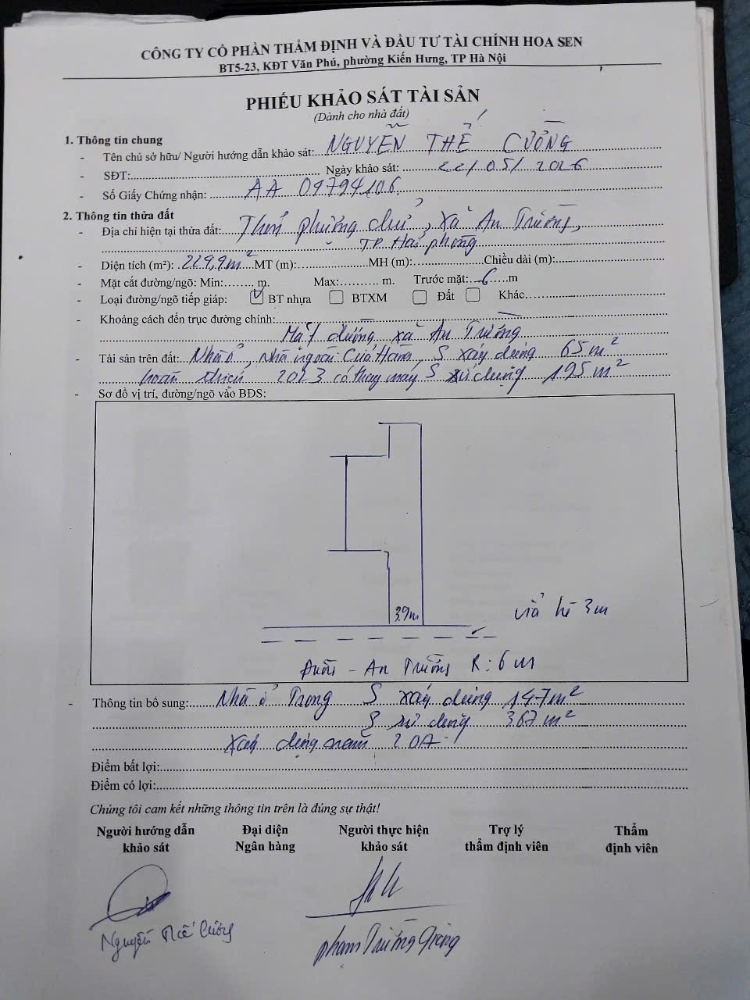 CÔNG TY CỔ PHẦN THẨM ĐỊNH VÀ ĐẦU TƯ TÀI CHÍNH HOA SEN
BT5-23, KĐT Văn Phú, phường Kiến Hưng, TP Hà Nội
PHIẾU KHẢO SÁT TÀI SẢN
(Dành cho nhà đất)
1. Thông tin chung
- Tên chủ sở hữu/ Người hướng dẫn khảo sát: NGUYỄN THẾ CƯỜNG
- SĐT: Ngày khảo sát: 22/05/2026
- Số Giấy Chứng nhận: AA 09794106
2. Thông tin thửa đất
- Địa chỉ hiện tại thửa đất: Thôn phượng chử, xã An Trường,
T.P. Hải phòng
- Diện tích (m²): 229,9m² MT (m): MH (m): Chiều dài (m):
- Mặt cắt đường/ngõ: Min: m. Max: m. Trước mặt: 6 m
- Loại đường/ngõ tiếp giáp: BT nhựa BTXM Đất Khác
- Khoảng cách đến trục đường chính:
Mặt đường xã An Trường
- Tài sản trên đất: Nhà ở, nhà ngoài Cửa Hàng, S xây dựng 65m²
hoàn thiện 2023 có thang máy S sử dụng 195m²
- Sơ đồ vị trí, đường/ngõ vào BĐS:
3.9m
vỉa hè 3m
Đường - An Trường R: 6m
- Thông tin bổ sung: Nhà ở Trong S xây dựng 147m²
S sử dụng 367m²
Xây dựng năm
Điểm bất lợi:
Điểm có lợi:
Chúng tôi cam kết những thông tin trên là đúng sự thật!
Người hướng dẫn khảo sát
Đại diện Ngân hàng
Người thực hiện khảo sát
Trợ lý thẩm định viên
Thẩm định viên
Nguyễn Thế Cường
Phạm Trường Giang